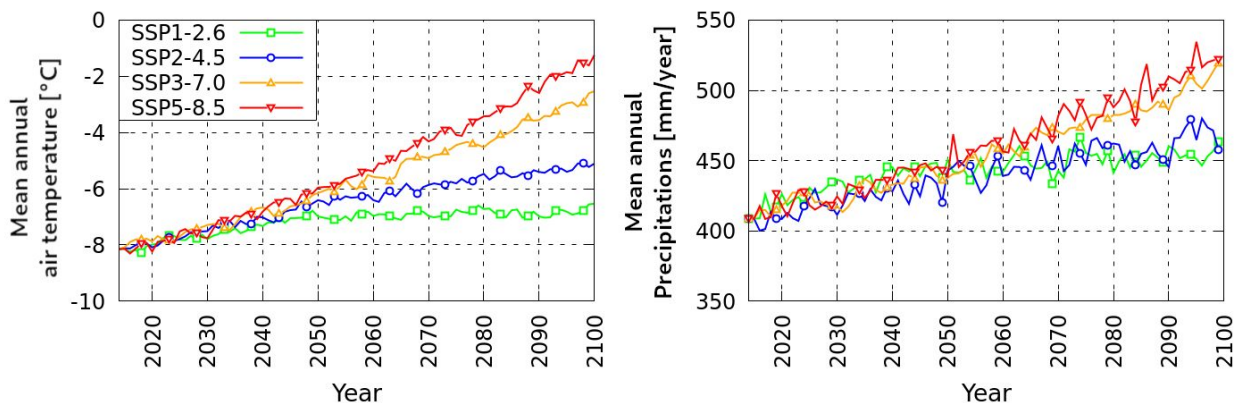 Mean annual
air temperature [°C]
0
-2
-4
-6
-8
-10
SSP1-2.6
SSP2-4.5
SSP3-7.0
SSP5-8.5
2020
2030
2040
2050
2060
2070
2080
2090
2100
Year
Mean annual
Precipitations [mm/year]
550
500
450
400
350
2020
2030
2040
2050
2060
2070
2080
2090
2100
Year